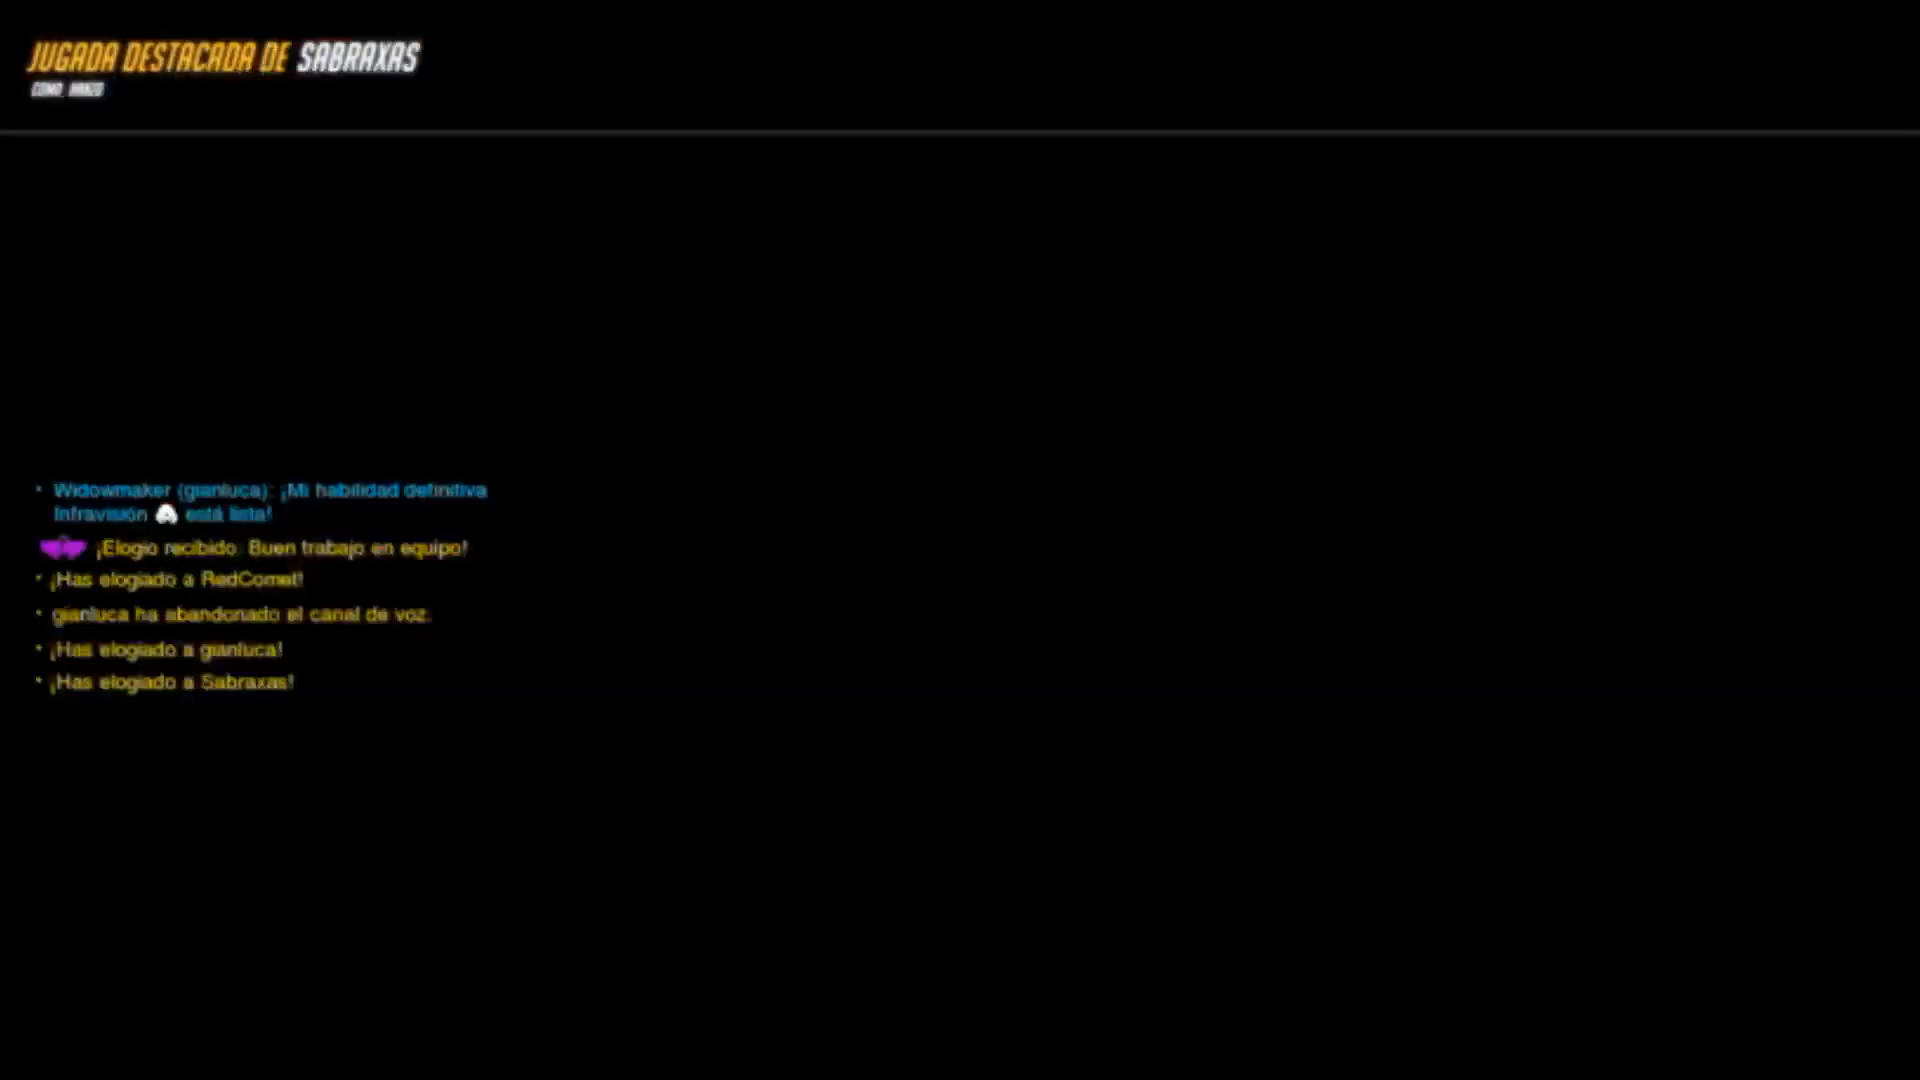 JUGADA DESTACADA DE SABRAXAS
COMO HANZO
Widowmaker (gianluca): ¡Mi habilidad definitiva
Infravisión está lista!
¡Elogio recibido: Buen trabajo en equipo!
¡Has elogiado a RedComet!
gianluca ha abandonado el canal de voz.
¡Has elogiado a gianluca!
¡Has elogiado a Sabraxas!